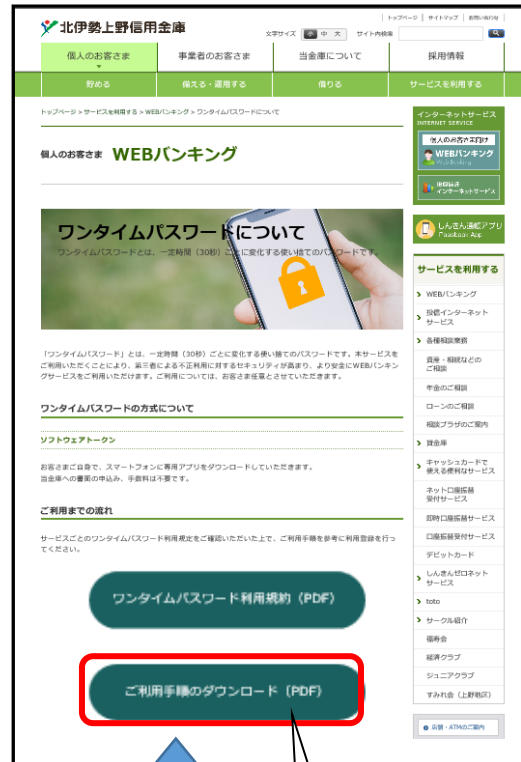 トップページ | サイトマップ | お問い合わせ
北伊勢上野信用金庫
文字サイズ 小 中 大 サイト内検索
個人のお客さま 事業者のお客さま 当金庫について 採用情報
貯める 備える・運用する 借りる サービスを利用する
トップページ > サービスを利用する > WEBバンキング > ワンタイムパスワードについて
個人のお客さま WEBバンキング
ワンタイムパスワードについて
ワンタイムパスワードとは、一定時間（30秒）ごとに変化する使い捨てのパスワードです。
「ワンタイムパスワード」とは、一定時間（30秒）ごとに変化する使い捨てのパスワードです。本サービスを
ご利用いただくことにより、第三者による不正利用に対するセキュリティが高まり、より安全にWEBバンキン
グサービスをご利用いただけます。ご利用については、お客さま任意とさせていただきます。
ワンタイムパスワードの方式について
ソフトウェアトークン
お客さまご自身で、スマートフォンに専用アプリをダウンロードしていただきます。
当金庫への書面の申込み、手数料は不要です。
ご利用までの流れ
サービスごとのワンタイムパスワード利用規定をご確認いただいた上で、ご利用手順を参考に利用登録を行っ
てください。
ワンタイムパスワード利用規約（PDF）
ご利用手順のダウンロード（PDF）
インターネットサービス
INTERNET SERVICE
個人のお客さま向け
WEBバンキング
WebBanking
インターネットサービス
しんきん通帳アプリ
Passbook App
サービスを利用する
WEBバンキング
投信インターネット
サービス
各種相談業務
資産・相続などの
ご相談
年金のご相談
ローンのご相談
相談プラザのご案内
貸金庫
キャッシュカードで
使える便利なサービス
ネット口座振替
受付サービス
即時口座振替サービス
口座振替受付サービス
デビットカード
しんきんゼロネット
サービス
toto
サークル紹介
福寿会
経済クラブ
ジュニアクラブ
すみれ会（上野地区）
店舗・ATMのご案内